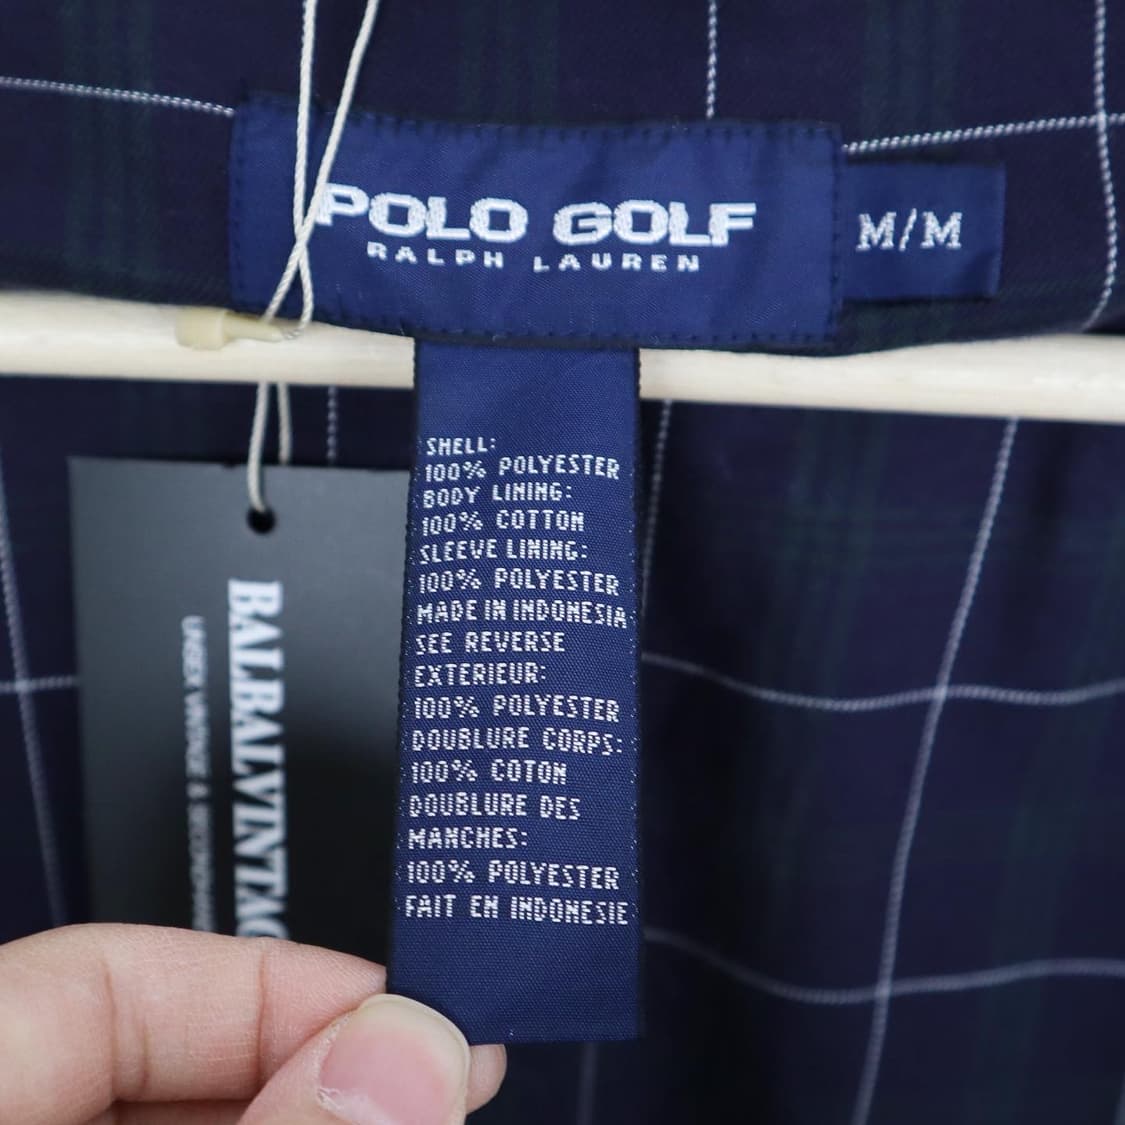 POLO GOLF
RALPH LAUREN
M/M
SHELL:
100% POLYESTER
BODY LINING:
100% COTTON
SLEEVE LINING:
100% POLYESTER
MADE IN INDONESIA
SEE REVERSE
EXTERIEUR:
100% POLYESTER
DOUBLURE CORPS:
100% COTON
DOUBLURE DES
MANCHES:
100% POLYESTER
FAIT EN INDONESIE
BALBALVINTAG